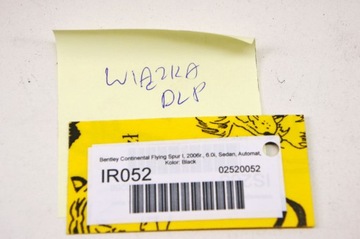 WIĄZKA
DLP
Bentley Continental Flying Spur I, 2006r., 6.0i, Sedan, Automat,
Kolor: Black
IR052
02520052